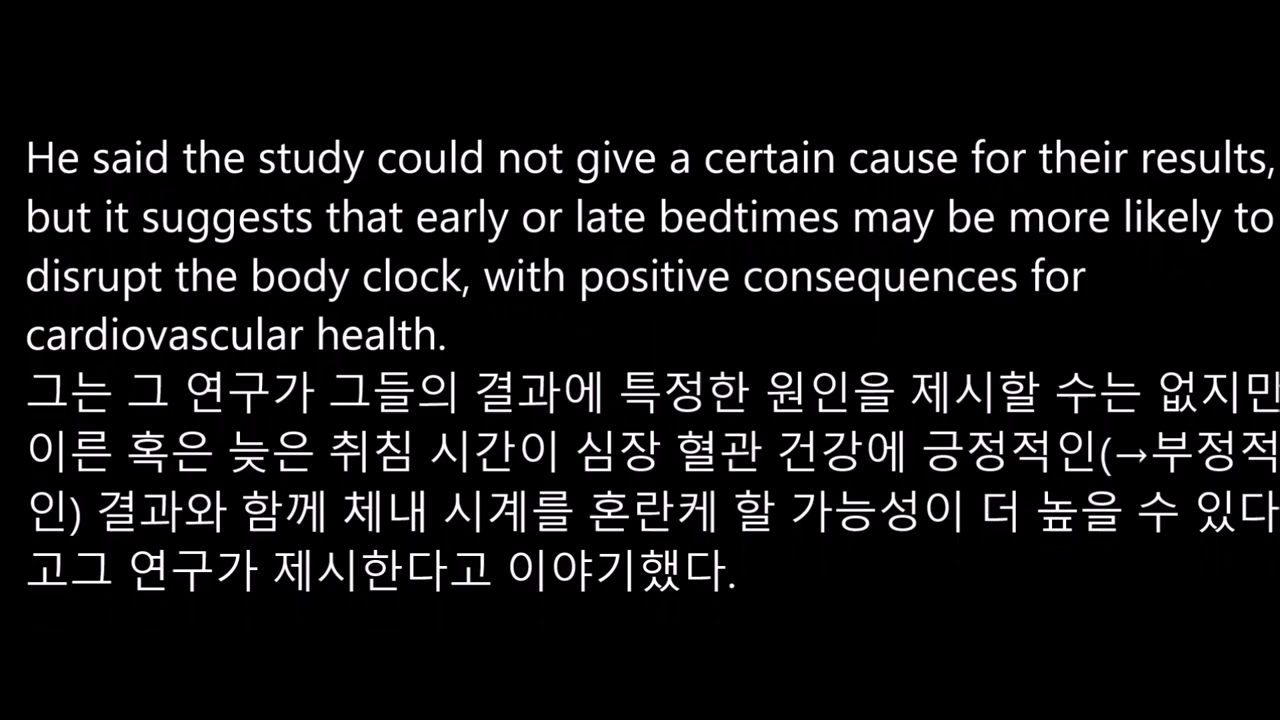 He said the study could not give a certain cause for their results,
but it suggests that early or late bedtimes may be more likely to
disrupt the body clock, with positive consequences for
cardiovascular health.
그는 그 연구가 그들의 결과에 특정한 원인을 제시할 수는 없지만
이른 혹은 늦은 취침 시간이 심장 혈관 건강에 긍정적인(→부정적
인) 결과와 함께 체내 시계를 혼란케 할 가능성이 더 높을 수 있다
고그 연구가 제시한다고 이야기했다.